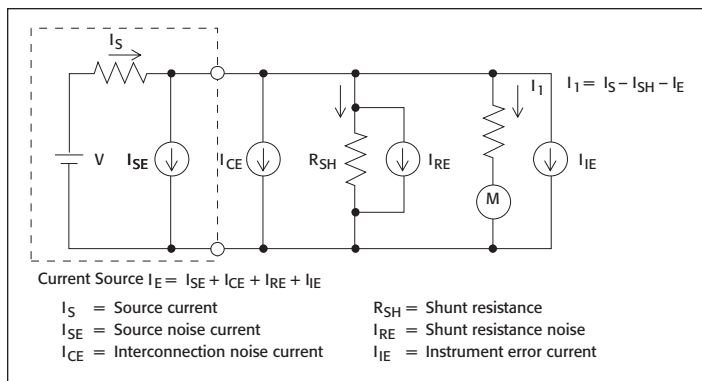 I_S
I_1
I_1 = I_S – I_SH – I_E
V
I_SE
I_CE
R_SH
I_RE
M
I_IE
Current Source I_E = I_SE + I_CE + I_RE + I_IE
I_S = Source current
I_SE = Source noise current
I_CE = Interconnection noise current
R_SH = Shunt resistance
I_RE = Shunt resistance noise
I_IE = Instrument error current